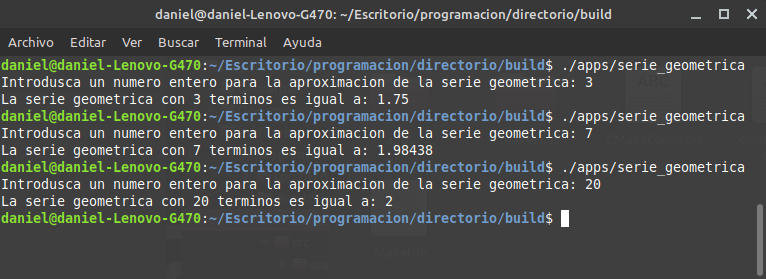 daniel@daniel-Lenovo-G470: ~/Escritorio/programacion/directorio/build
Archivo Editar Ver Buscar Terminal Ayuda
daniel@daniel-Lenovo-G470:~/Escritorio/programacion/directorio/build$ ./apps/serie_geometrica
Introdusca un numero entero para la aproximacion de la serie geometrica: 3
La serie geometrica con 3 terminos es igual a: 1.75
daniel@daniel-Lenovo-G470:~/Escritorio/programacion/directorio/build$ ./apps/serie_geometrica
Introdusca un numero entero para la aproximacion de la serie geometrica: 7
La serie geometrica con 7 terminos es igual a: 1.98438
daniel@daniel-Lenovo-G470:~/Escritorio/programacion/directorio/build$ ./apps/serie_geometrica
Introdusca un numero entero para la aproximacion de la serie geometrica: 20
La serie geometrica con 20 terminos es igual a: 2
daniel@daniel-Lenovo-G470:~/Escritorio/programacion/directorio/build$